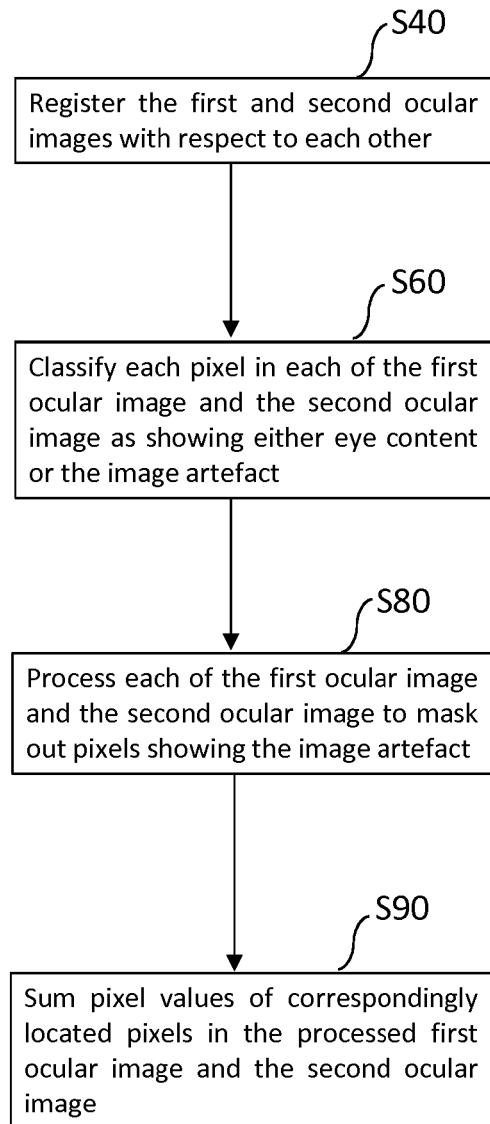 S40
Register the first and second ocular
images with respect to each other
S60
Classify each pixel in each of the first
ocular image and the second ocular
image as showing either eye content
or the image artefact
S80
Process each of the first ocular image
and the second ocular image to mask
out pixels showing the image artefact
S90
Sum pixel values of correspondingly
located pixels in the processed first
ocular image and the second ocular
image